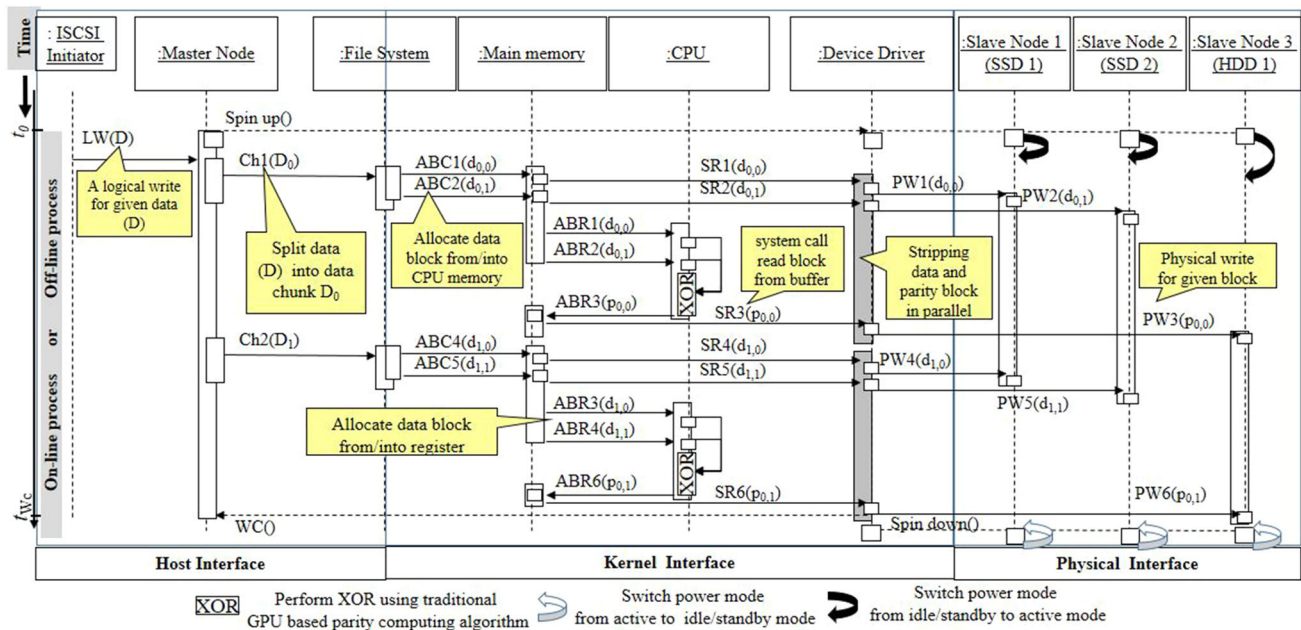 Time
: ISCSI
Initiator
:Master Node
:File System
:Main memory
:CPU
:Device Driver
:Slave Node 1
(SSD 1)
:Slave Node 2
(SSD 2)
:Slave Node 3
(HDD 1)
t0
Spin up()
LW(D)
A logical write
for given data
(D)
Ch1(D0)
Split data
(D) into data
chunk D0
ABC1(d0,0)
ABC2(d0,1)
Allocate data
block from/into
CPU memory
SR1(d0,0)
SR2(d0,1)
ABR1(d0,0)
ABR2(d0,1)
XOR
system call
read block
from buffer
Stripping
data and
parity block
in parallel
PW1(d0,0)
PW2(d0,1)
Physical write
for given block
ABR3(p0,0)
SR3(p0,0)
PW3(p0,0)
Ch2(D1)
ABC4(d1,0)
ABC5(d1,1)
SR4(d1,0)
SR5(d1,1)
PW4(d1,0)
PW5(d1,1)
ABR3(d1,0)
ABR4(d1,1)
Allocate data block
from/into register
XOR
ABR6(p0,1)
SR6(p0,1)
PW6(p0,1)
WC()
Spin down()
On-line process or Off-line process
tWc
Host Interface
Kernel Interface
Physical Interface
XOR
Perform XOR using traditional
GPU based parity computing algorithm
Switch power mode
from active to idle/standby mode
Switch power mode
from idle/standby to active mode